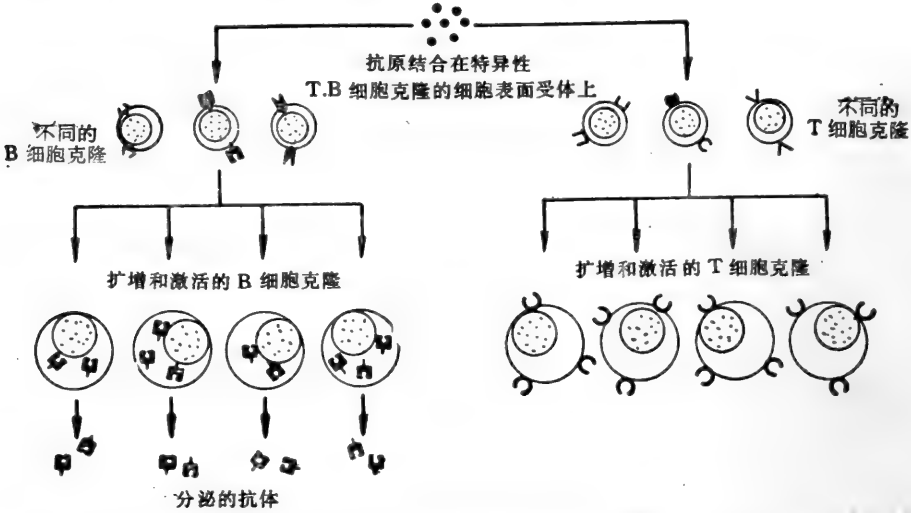 抗原结合在特异性
T.B 细胞克隆的细胞表面受体上
不同的
B 细胞克隆
不同的
T 细胞克隆
扩增和激活的 B 细胞克隆
扩增和激活的 T 细胞克隆
分泌的抗体